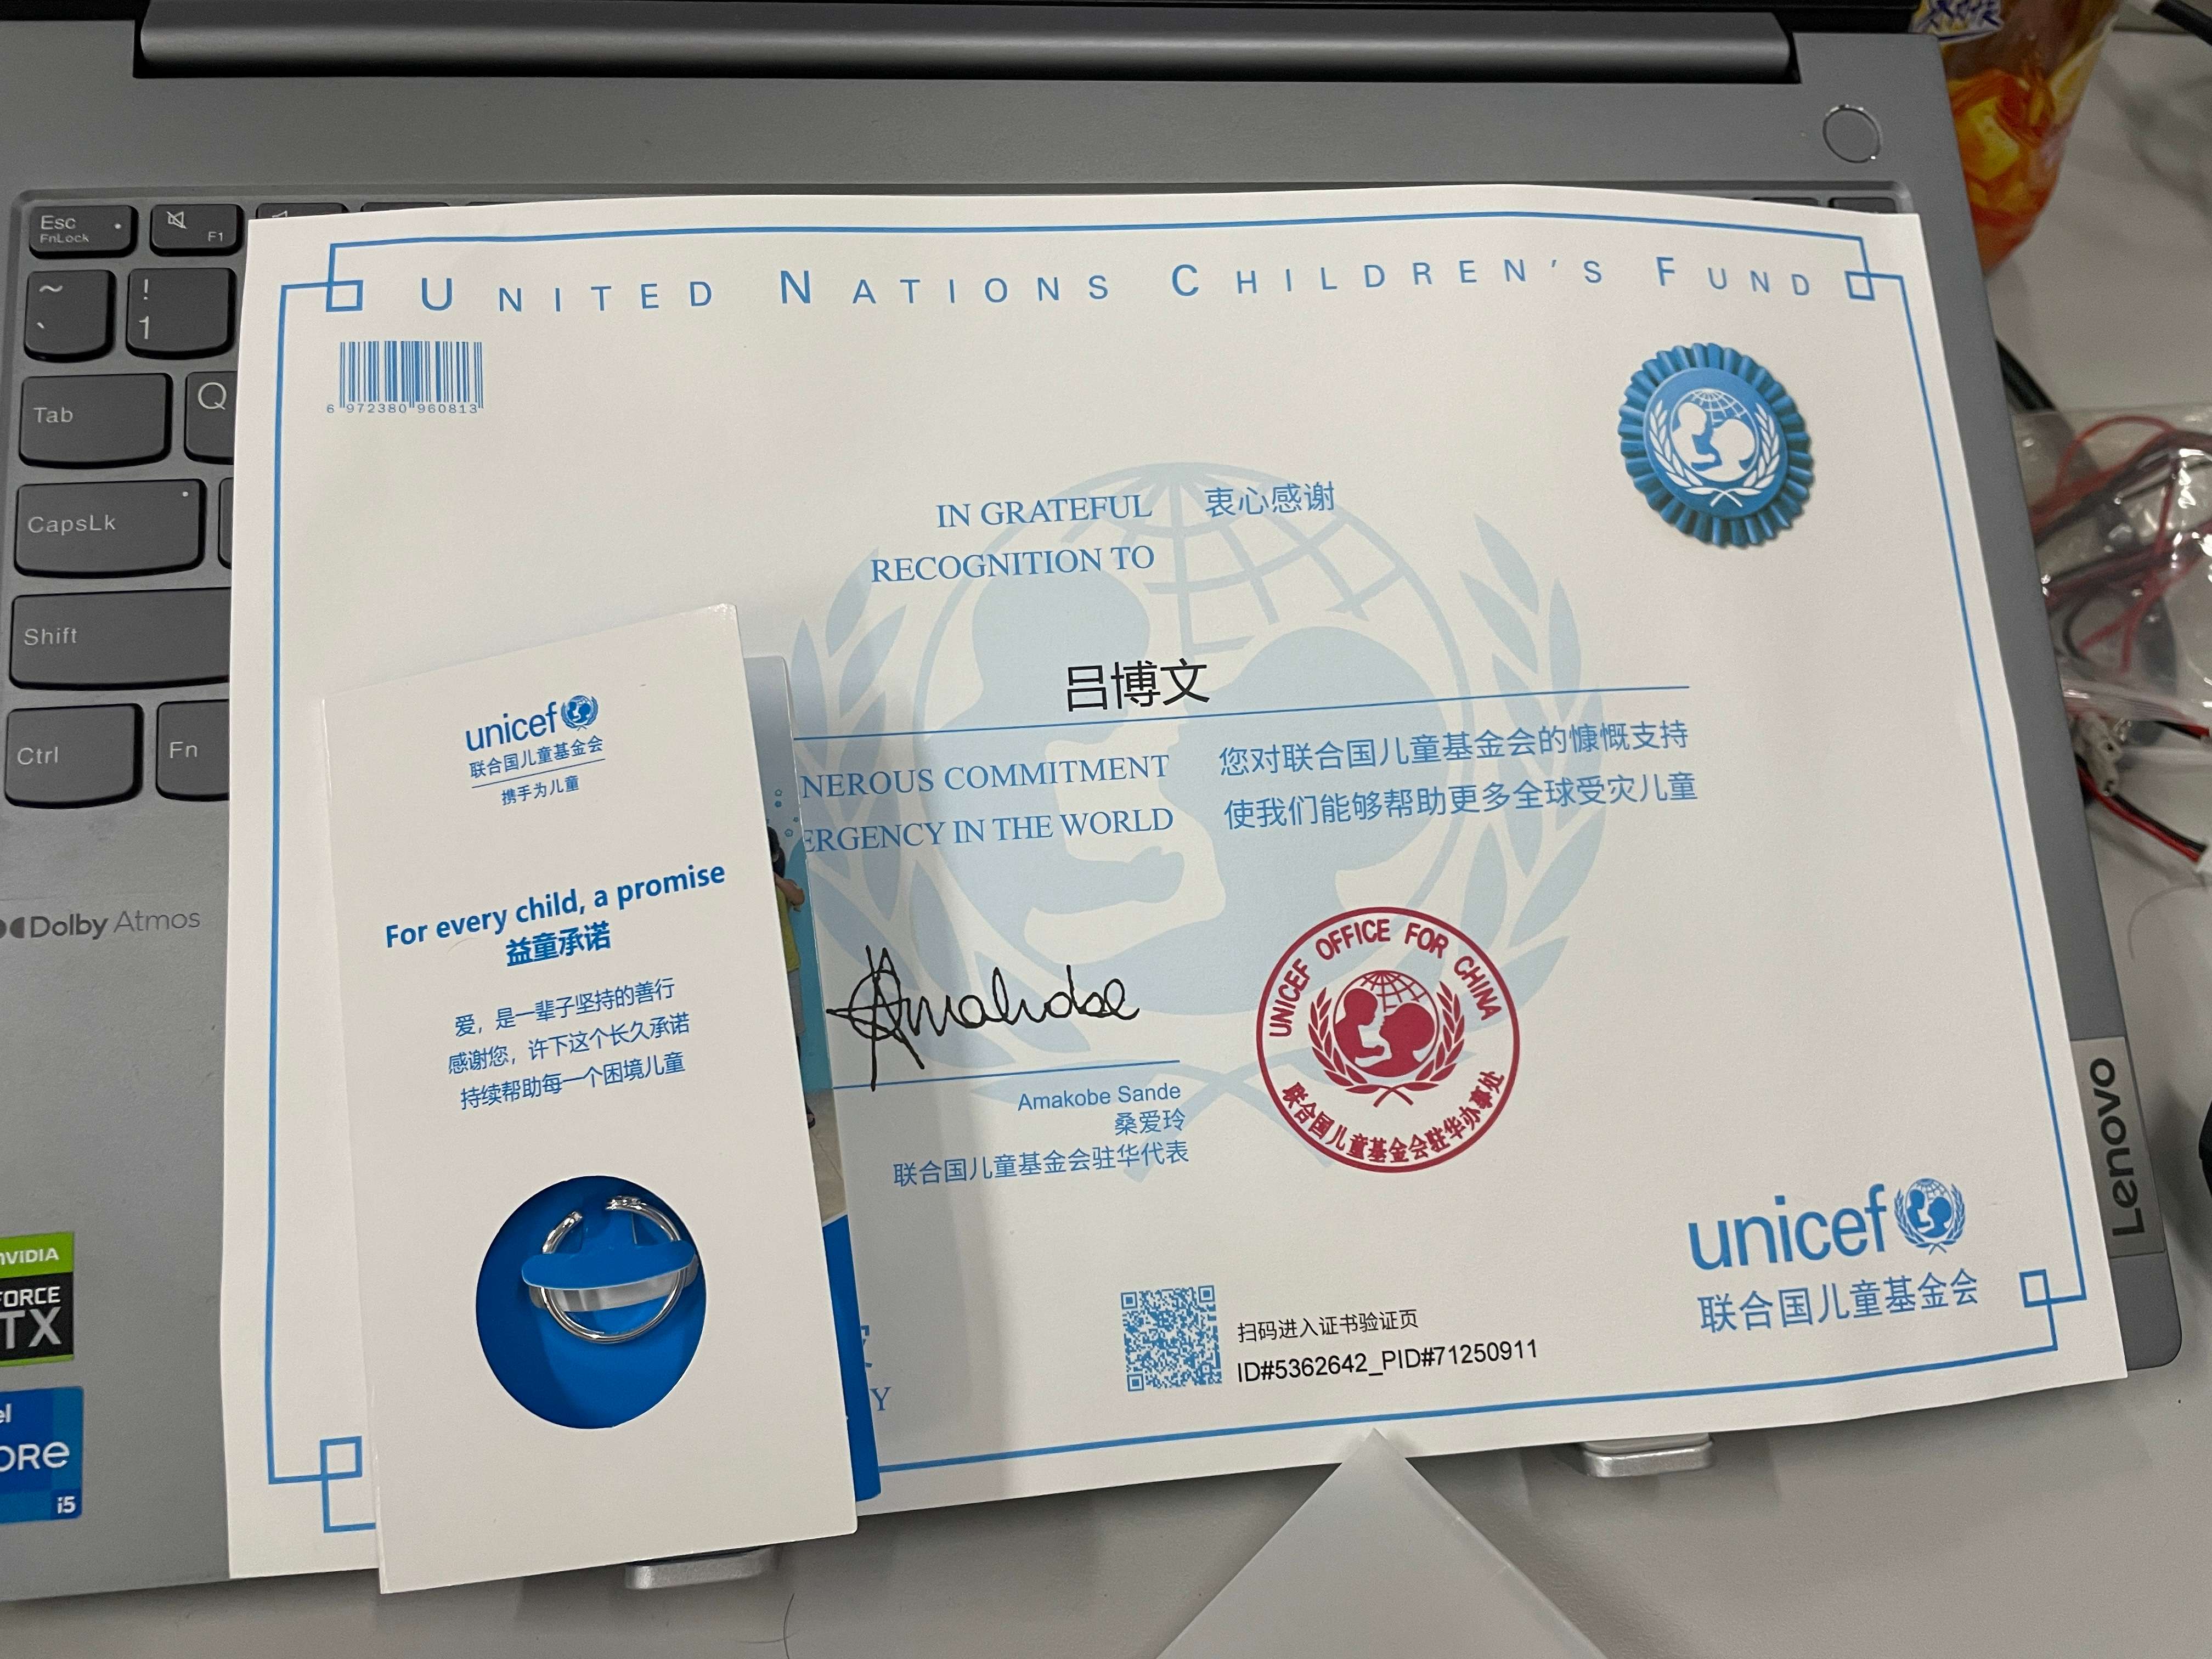 Esc
FnLock
F1
~
!
`
1
Tab
Q
CapsLk
Shift
Ctrl
Fn
Dolby Atmos
NVIDIA
TX
i5
Lenovo
UNITED NATIONS CHILDREN'S FUND
6 972380 960813
IN GRATEFUL 衷心感谢
RECOGNITION TO
吕博文
NEROUS COMMITMENT 您对联合国儿童基金会的慷慨支持
ERGENCY IN THE WORLD 使我们能够帮助更多全球受灾儿童
Amakobe
Amakobe Sande
桑爱玲
联合国儿童基金会驻华代表
UNICEF OFFICE FOR CHINA
联合国儿童基金会驻华办事处
扫码进入证书验证页
ID#5362642_PID#71250911
unicef
联合国儿童基金会
Y
unicef
联合国儿童基金会
携手为儿童
For every child, a promise
益童承诺
爱，是一辈子坚持的善行
感谢您，许下这个长久承诺
持续帮助每一个困境儿童